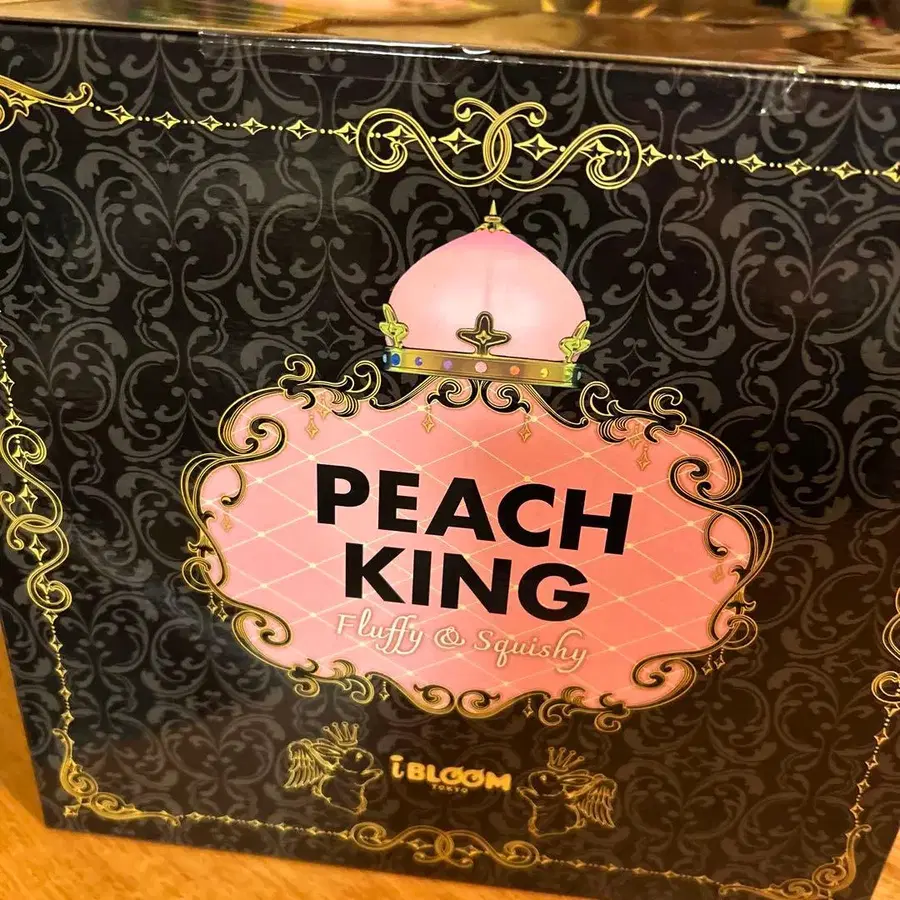 PEACH
KING
Fluffy & Squishy
iBLOOM
TOKYO